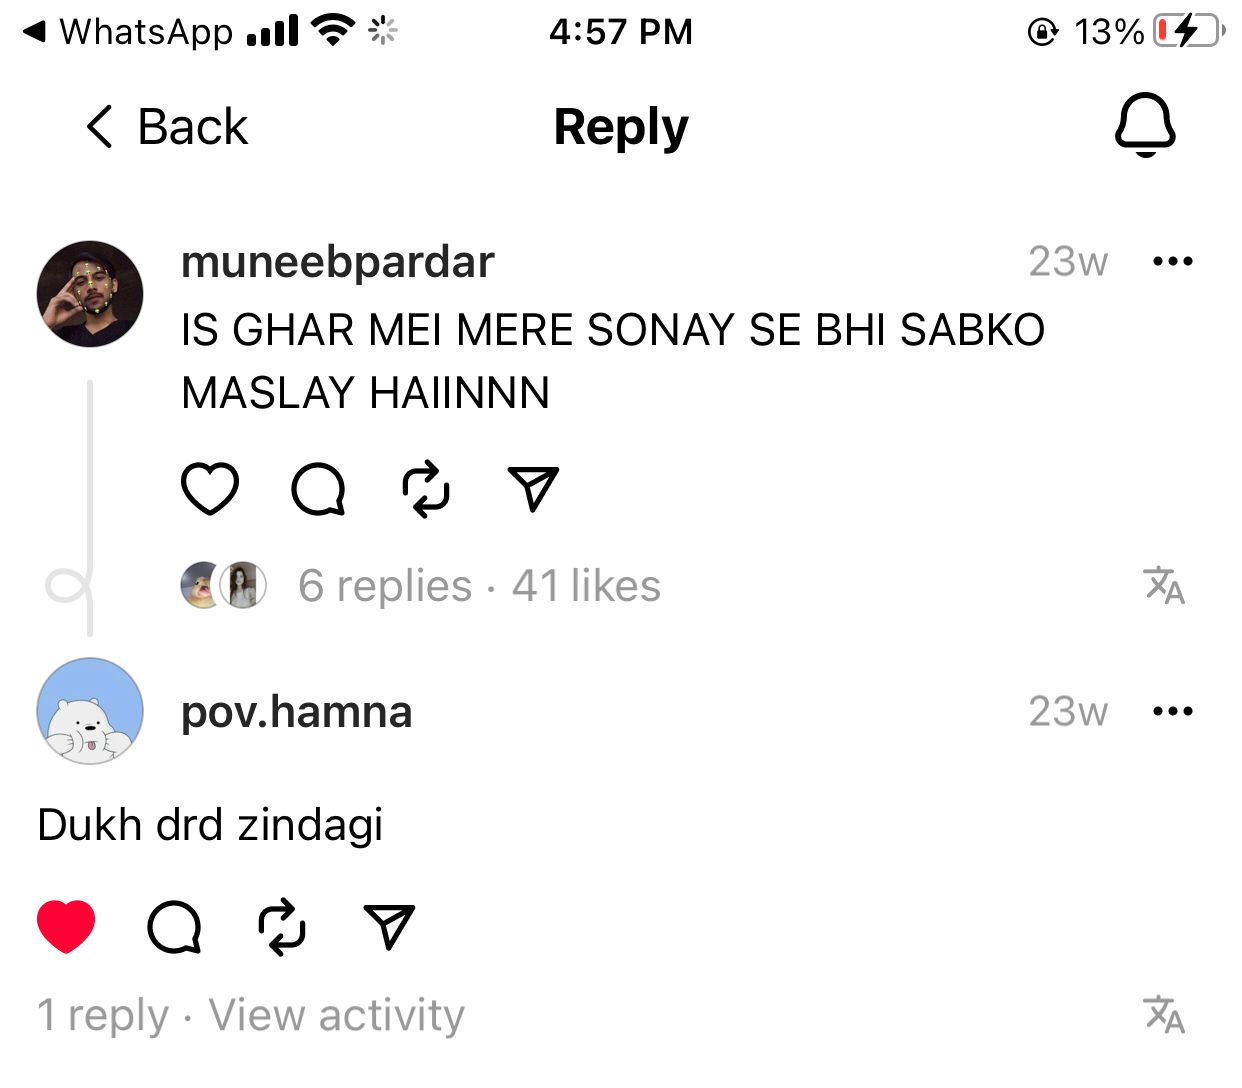 WhatsApp 4:57 PM 13%
Back Reply
muneebpardar 23w
IS GHAR MEI MERE SONAY SE BHI SABKO
MASLAY HAIINNN
6 replies · 41 likes
pov.hamna 23w
Dukh drd zindagi
1 reply · View activity